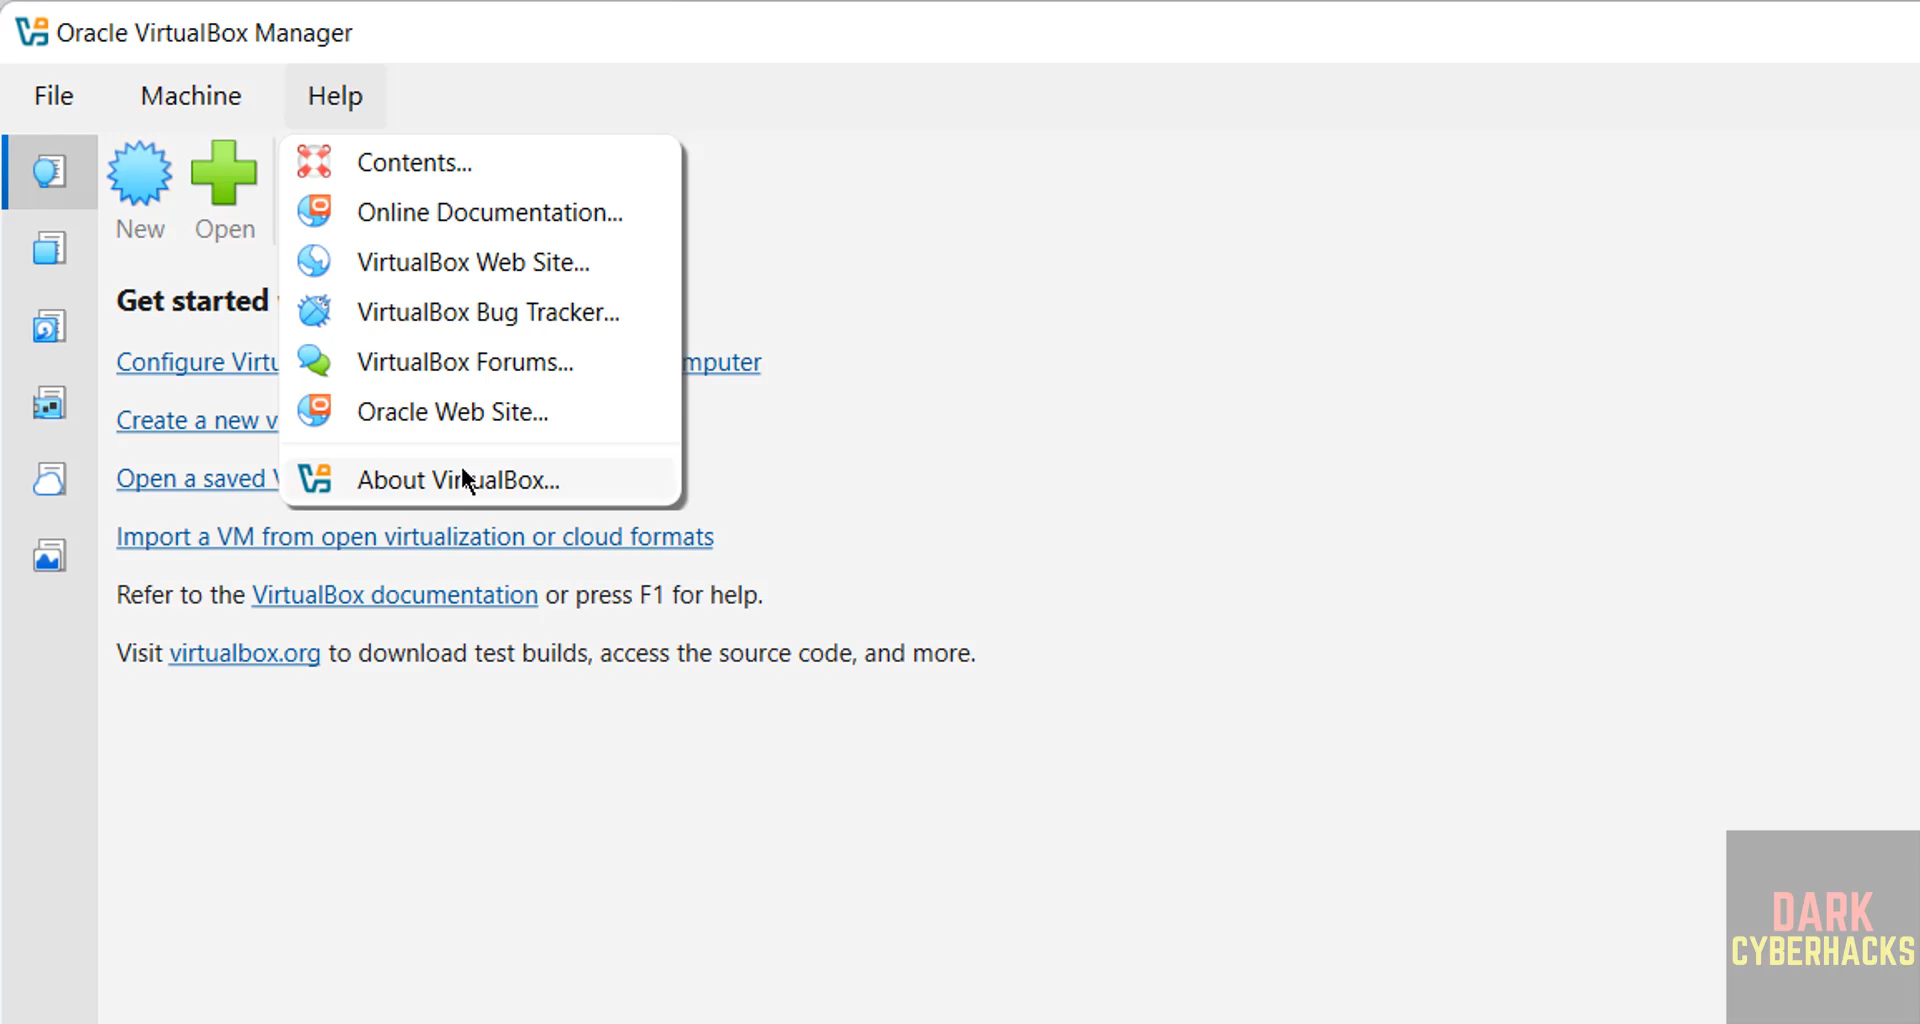 Oracle VirtualBox Manager
File Machine Help
New Open
Contents...
Online Documentation...
VirtualBox Web Site...
VirtualBox Bug Tracker...
VirtualBox Forums...
Oracle Web Site...
About VirtualBox...
Get started
Configure Virtu mputer
Create a new v
Open a saved V
Import a VM from open virtualization or cloud formats
Refer to the VirtualBox documentation or press F1 for help.
Visit virtualbox.org to download test builds, access the source code, and more.
DARK
CYBERHACKS